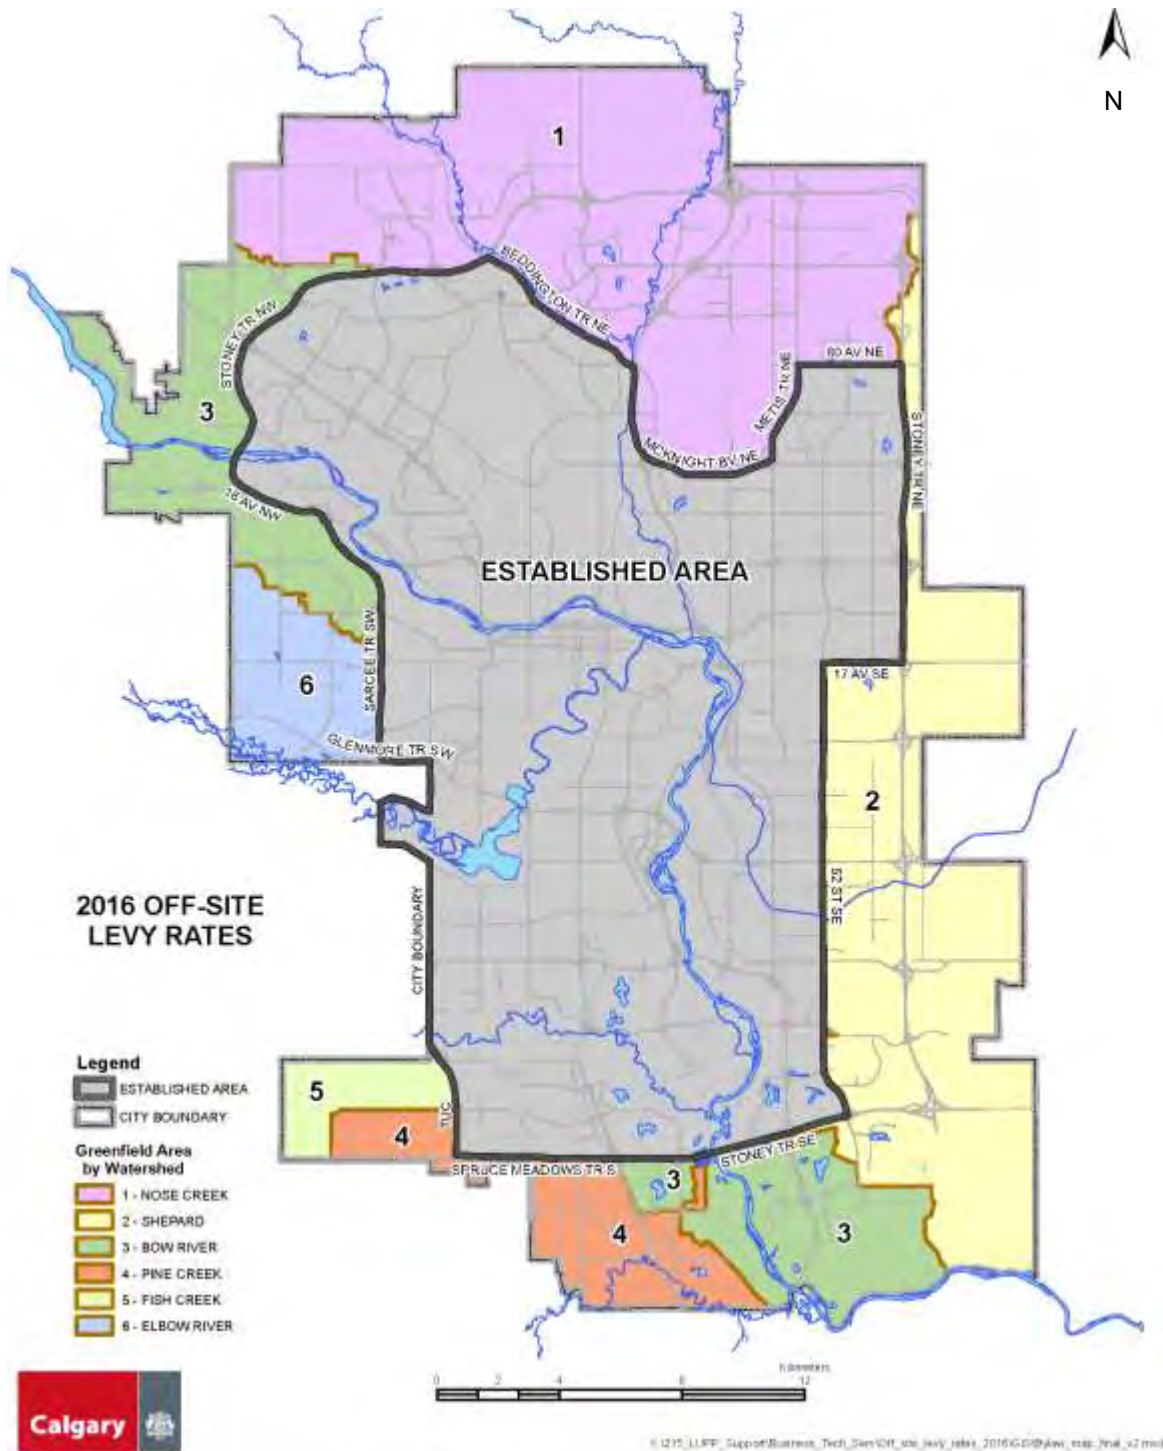 N
1
BEDDINGTON TR NE
STONEY TR NW
80 AV NE
METIS TR NE
3
STONEY TR NE
MCKNIGHT BV NE
16 AV NW
ESTABLISHED AREA
SARCEE TR SW
17 AV SE
6
GLENMORE TR SW
2
52 ST SE
2016 OFF-SITE
LEVY RATES
CITY BOUNDARY
Legend
ESTABLISHED AREA
CITY BOUNDARY
Greenfield Area
by Watershed
1 - NOSE CREEK
2 - SHEPARD
3 - BOW RIVER
4 - PINE CREEK
5 - FISH CREEK
6 - ELBOW RIVER
5
TUC
4
SPRUCE MEADOWS TR S
STONEY TR SE
3
4
3
Kilometers
0 2 4 8 12
Calgary